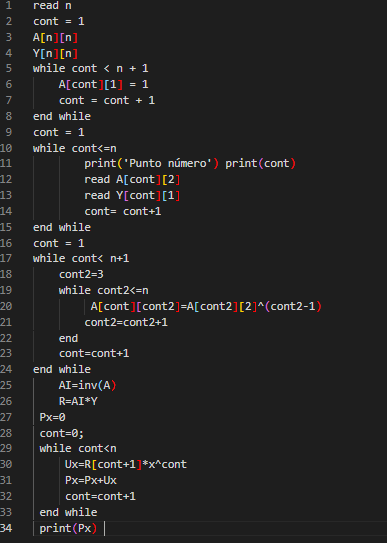 1 read n
2 cont = 1
3 A[n][n]
4 Y[n][n]
5 while cont < n + 1
6 A[cont][1] = 1
7 cont = cont + 1
8 end while
9 cont = 1
10 while cont<=n
11 print('Punto número') print(cont)
12 read A[cont][2]
13 read Y[cont][1]
14 cont= cont+1
15 end while
16 cont = 1
17 while cont< n+1
18 cont2=3
19 while cont2<=n
20 A[cont][cont2]=A[cont2][2]^(cont2-1)
21 cont2=cont2+1
22 end
23 cont=cont+1
24 end while
25 AI=inv(A)
26 R=AI*Y
27 Px=0
28 cont=0;
29 while cont<n
30 Ux=R[cont+1]*x^cont
31 Px=Px+Ux
32 cont=cont+1
33 end while
34 print(Px)